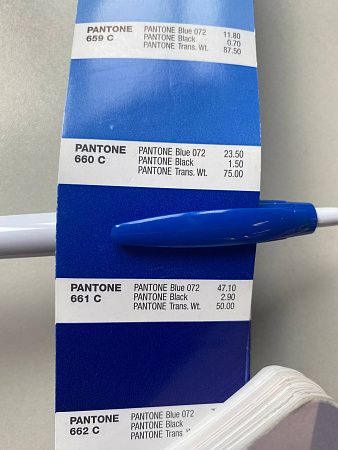 PANTONE PANTONE Blue 072 11.80
659 C PANTONE Black 0.70
PANTONE Trans. Wt. 87.50
PANTONE PANTONE Blue 072 23.50
660 C PANTONE Black 1.50
PANTONE Trans. Wt. 75.00
PANTONE PANTONE Blue 072 47.10
661 C PANTONE Black 2.90
PANTONE Trans. Wt. 50.00
PANTONE PANTONE Blue 072
662 C PANTONE Black
PANTONE Trans